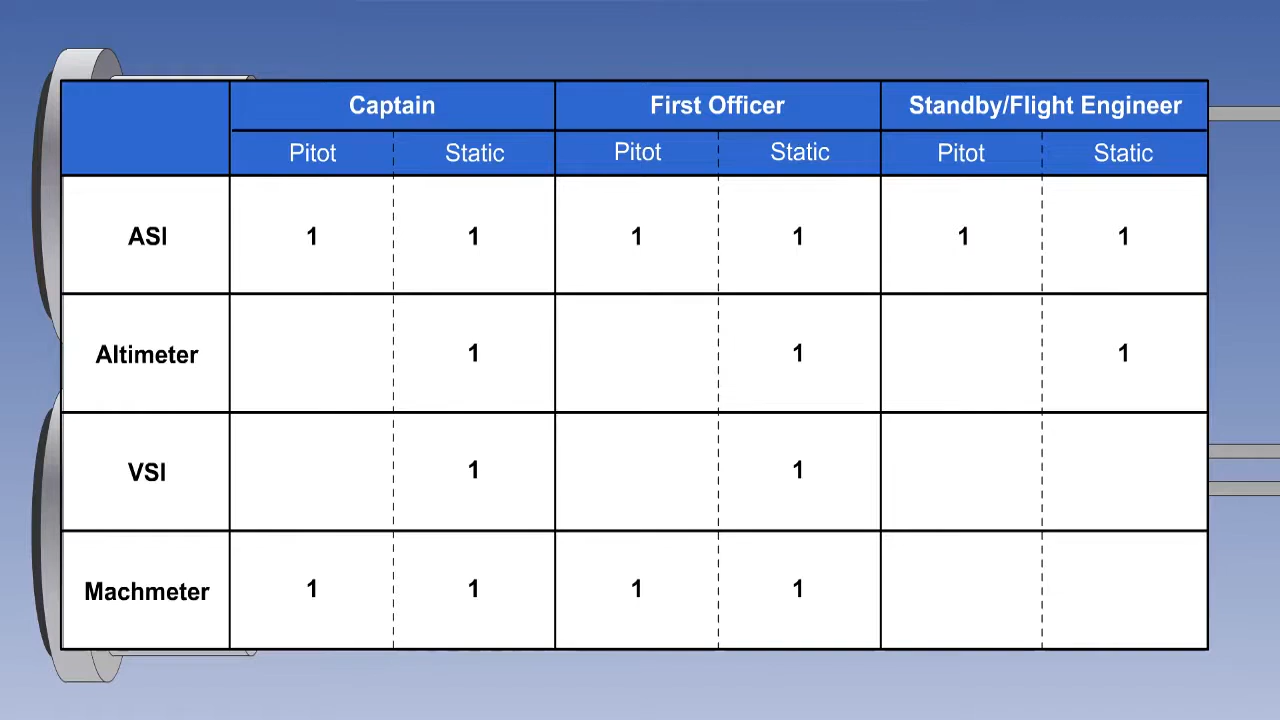 Captain First Officer Standby/Flight Engineer
Pitot Static Pitot Static Pitot Static
ASI 1 1 1 1 1 1
Altimeter 1 1 1
VSI 1 1
Machmeter 1 1 1 1